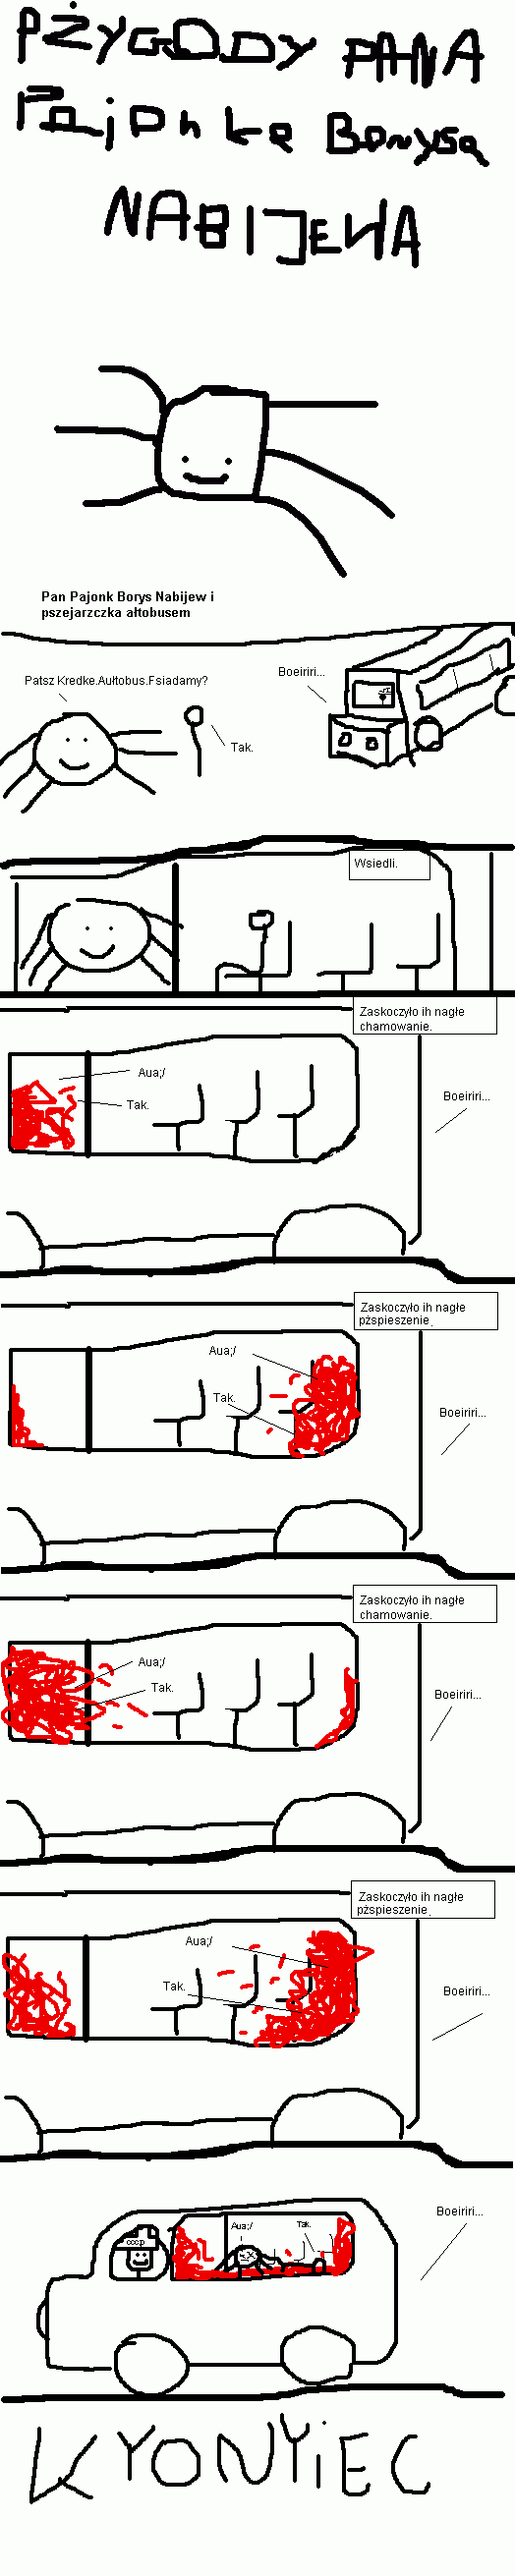 PŻYGODY PANA
Pajonka Borysa
NABIJEWA
Pan Pajonk Borys Nabijew i
pszejarzczka ałtobusem
Patsz Kredke.Aułtobus.Fsiadamy?
Tak.
Boeiriri...
Wsiedli.
Zaskoczyło ih nagłe
chamowanie.
Aua;/
Tak.
Boeiriri...
Zaskoczyło ih nagłe
pżspieszenie.
Aua;/
Tak.
Boeiriri...
Zaskoczyło ih nagłe
chamowanie.
Aua;/
Tak.
Boeiriri...
Zaskoczyło ih nagłe
pżspieszenie.
Aua;/
Tak.
Boeiriri...
Boeiriri...
cccp
Aua;/
Tak.
KYONYiEC